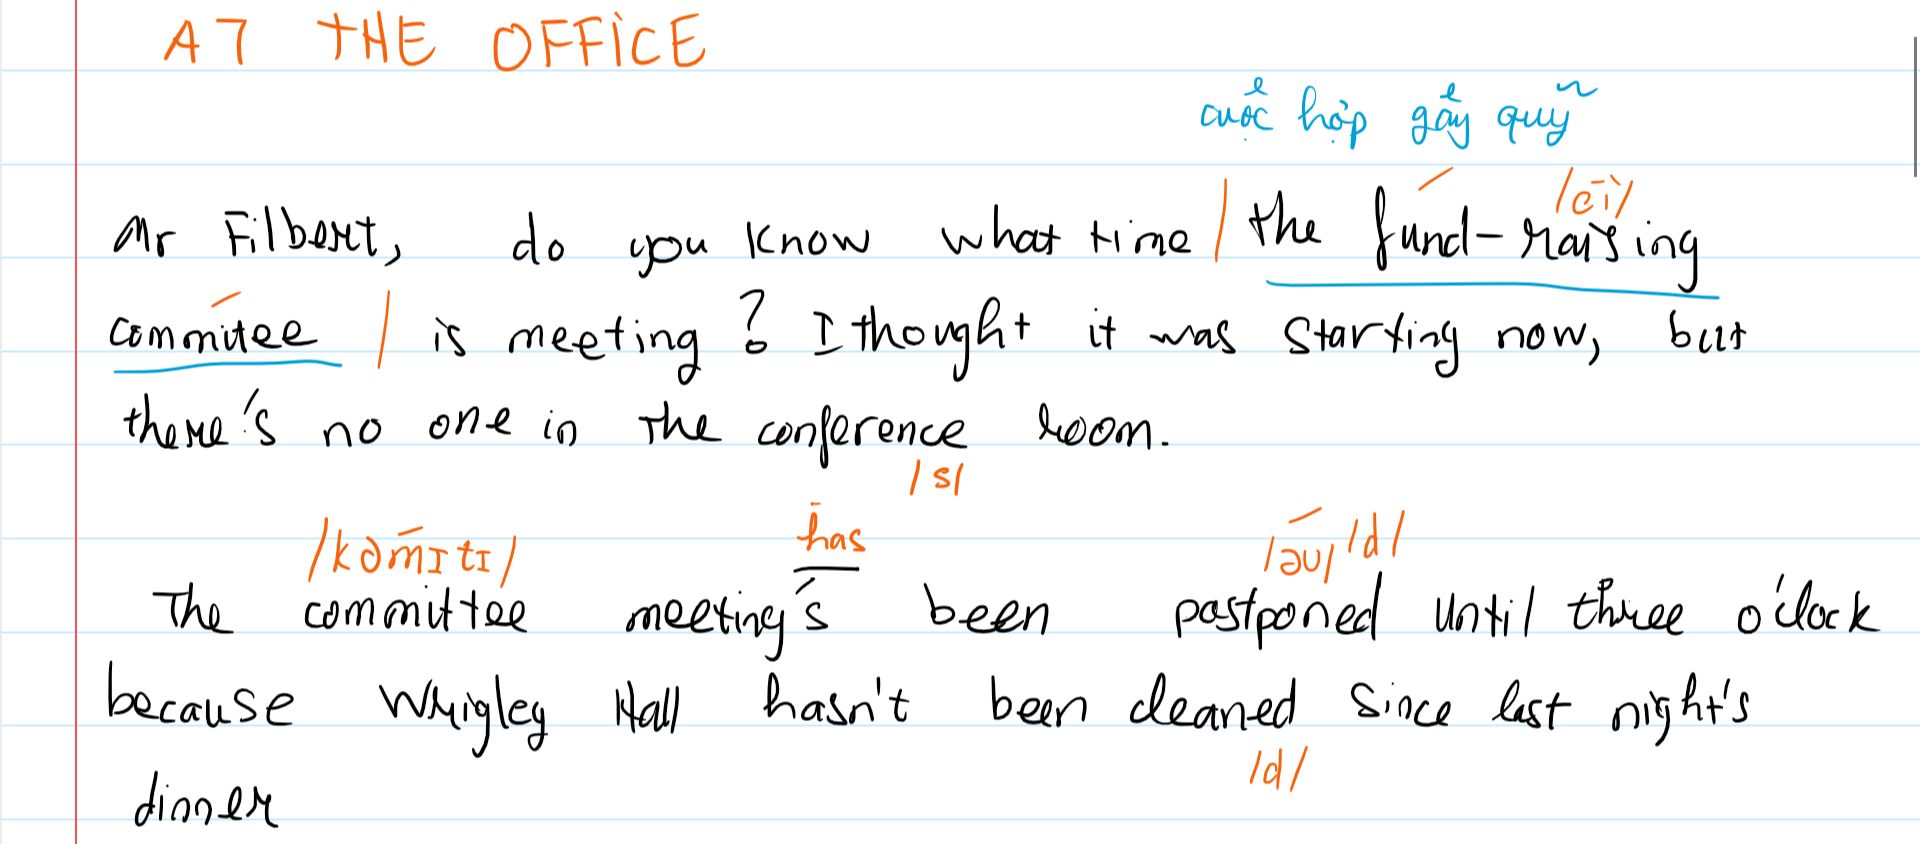 A7 THE OFFICE
cuộc họp gây quỹ
/ei/
Mr Filbert, do you know what time / the fund-raising
commitee / is meeting? I thought it was starting now, but
there's no one in the conference room.
/s/
/kəmɪtɪ/ has /əʊ/ /d/
The committee meeting's been postponed until three o'clock
because Wrigley Hall hasn't been cleaned since last night's
/d/
dinner